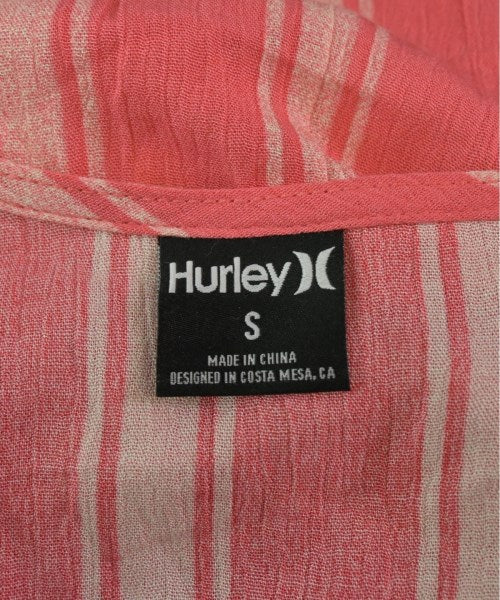 Hurley
S
MADE IN CHINA
DESIGNED IN COSTA MESA, CA